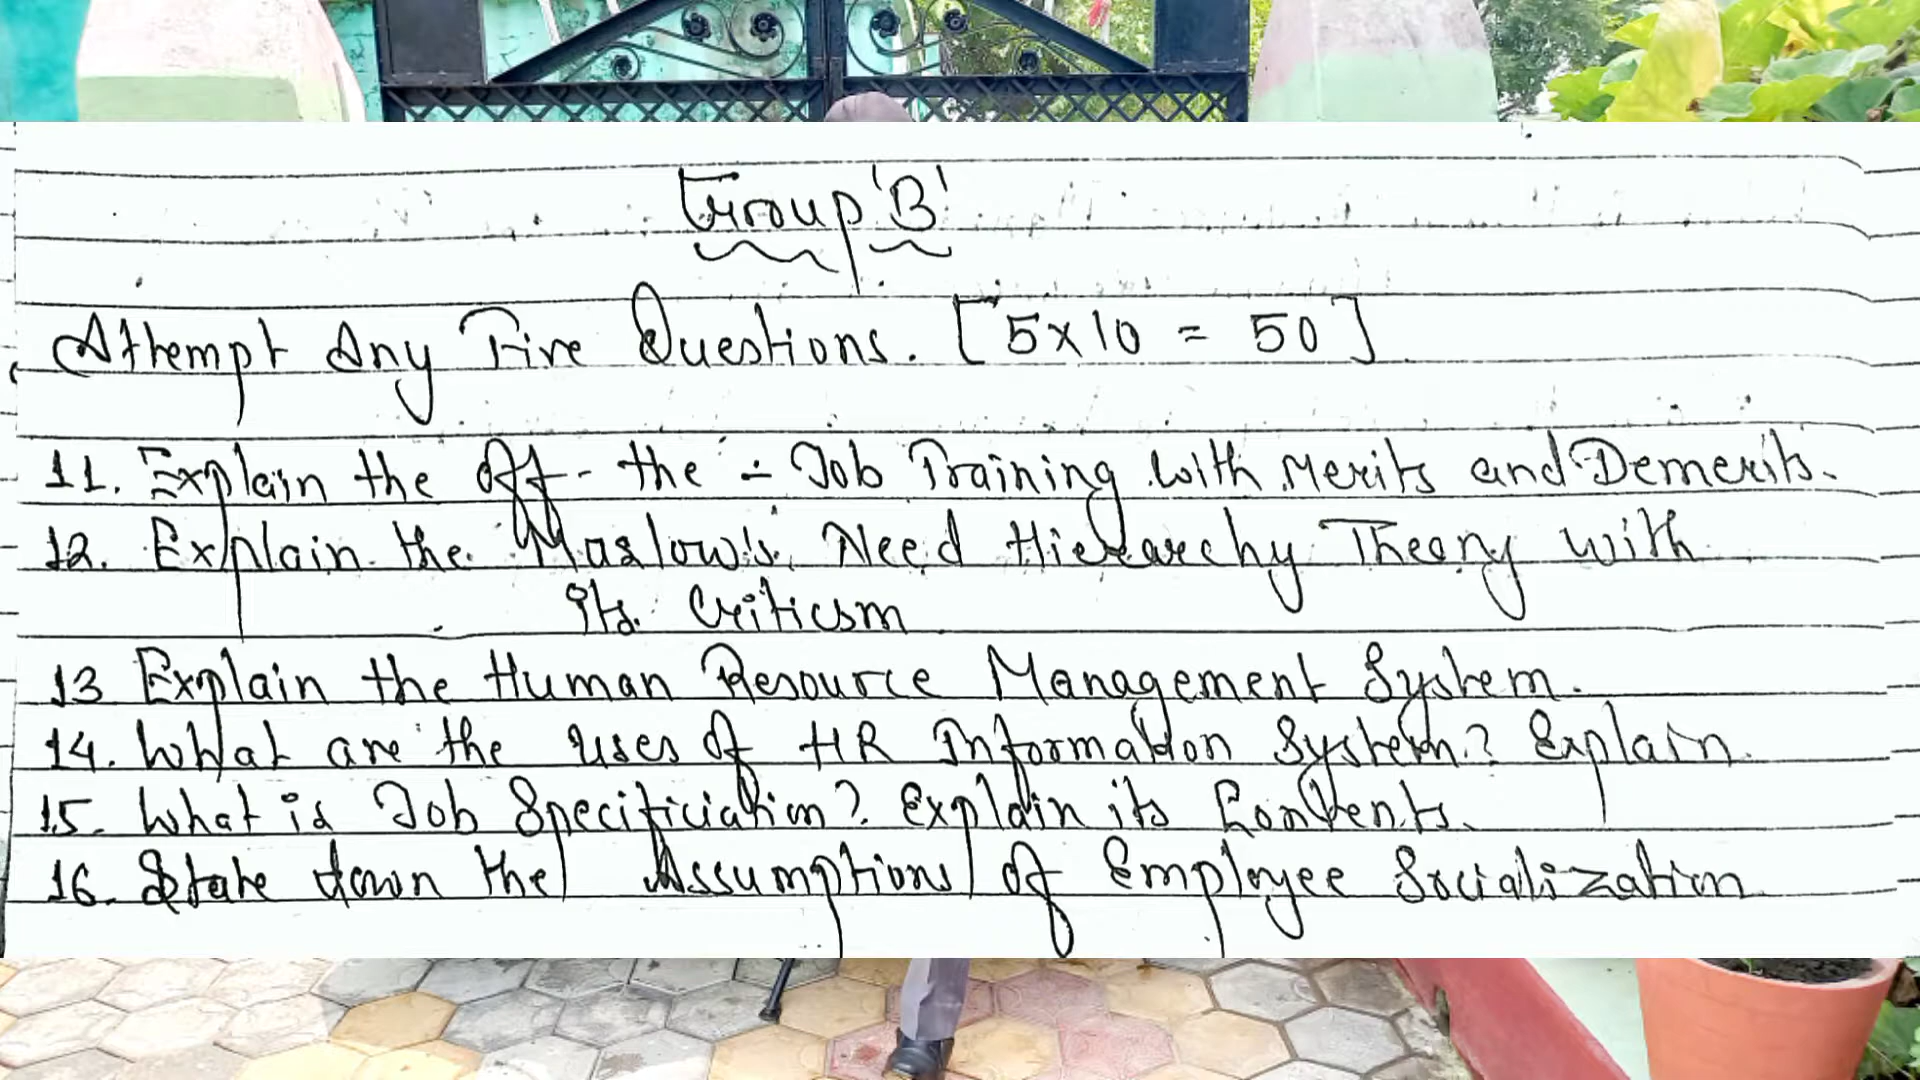 Group 'B'
Attempt Any Five Questions. [5x10 = 50]
11. Explain the Off - the - Job Training with Merits and Demerits.
12. Explain the Maslow's Need Hierarchy Theory with
its Criticsm
13 Explain the Human Resource Management System.
14. What are the uses of HR Information System? Explain.
15. What is Job Specificiation? Explain its Contents.
16. State down the Assumptions of Employee Socialization